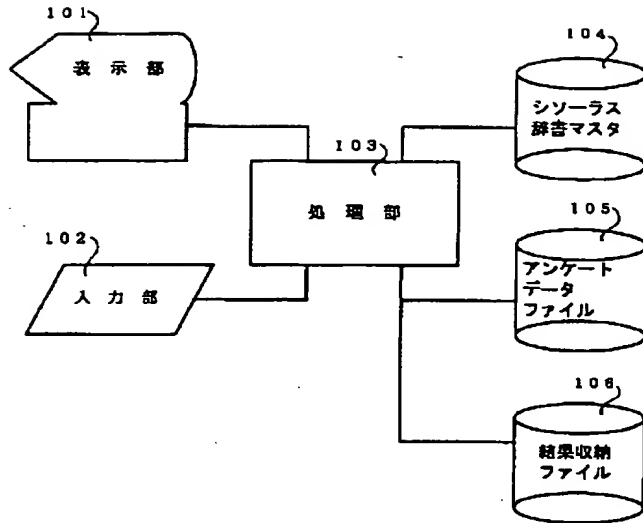 101
表示部
102
入力部
103
処理部
104
シソーラス
辞書マスタ
105
アンケート
データ
ファイル
106
結果収納
ファイル